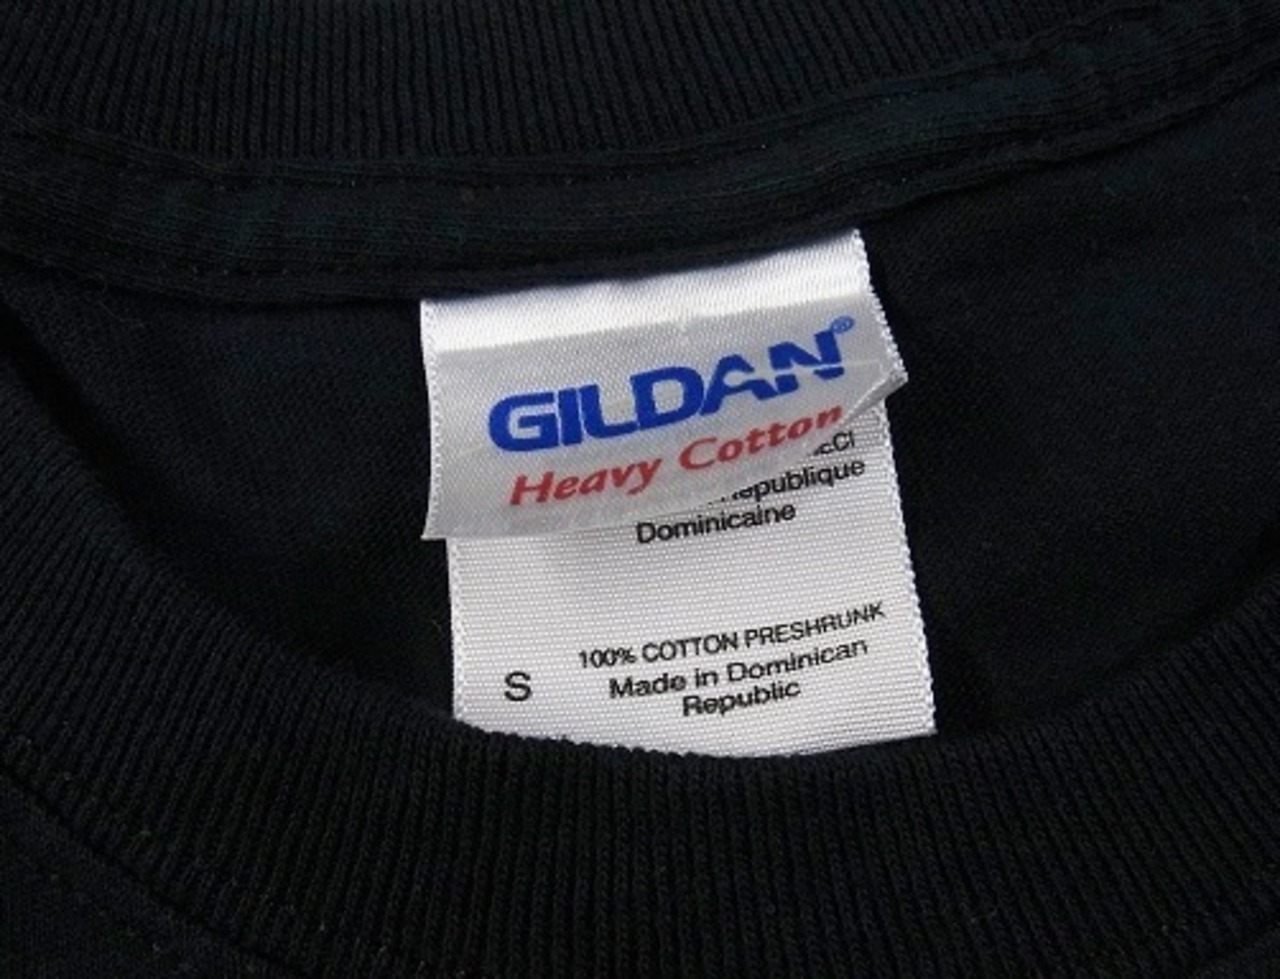 GILDAN®
Heavy Cotton
Dominicaine
100% COTTON PRESHRUNK
S
Made in Dominican
Republic